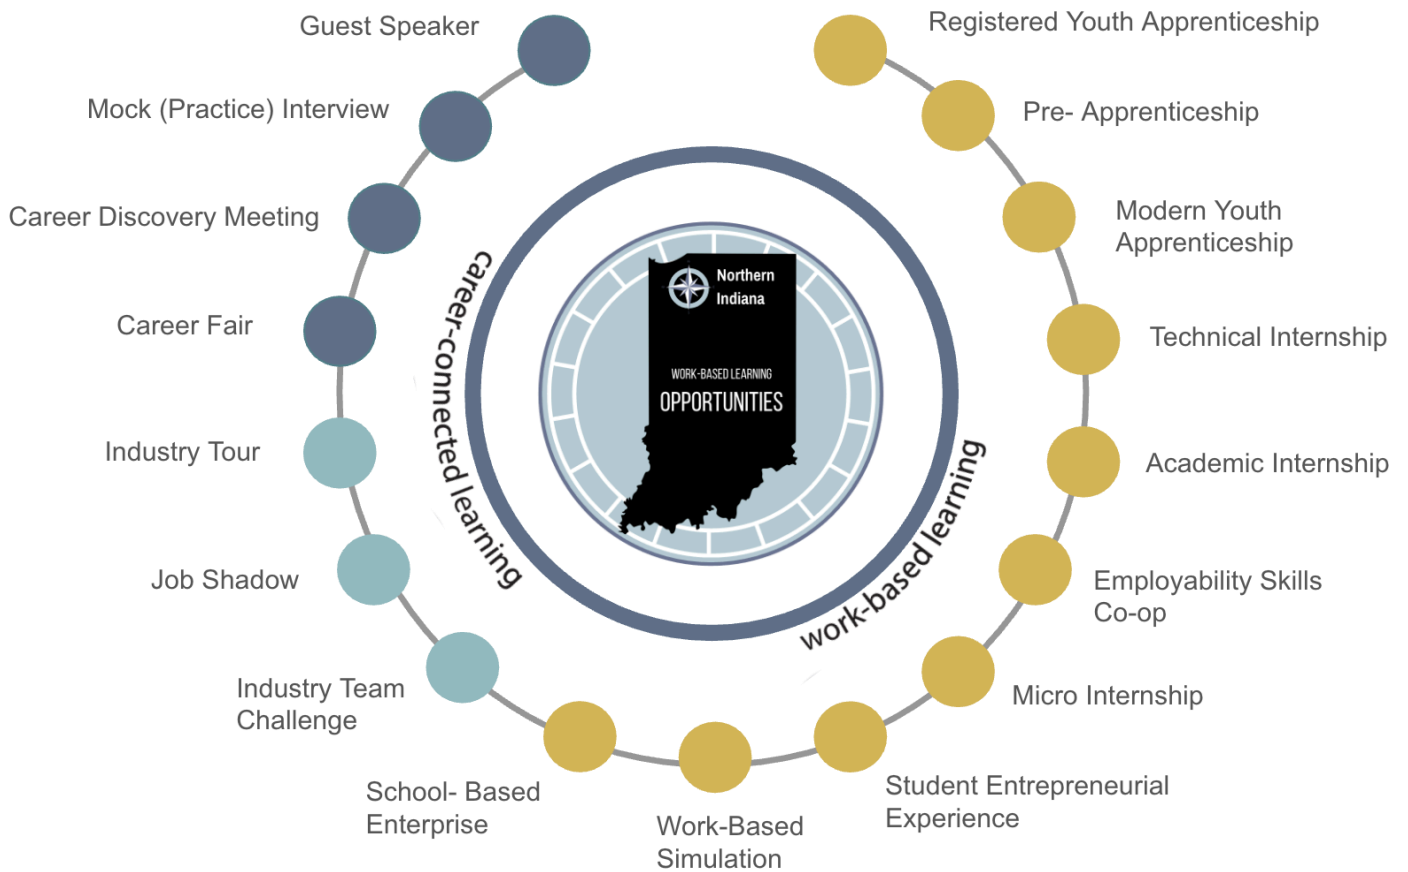 Guest Speaker
Mock (Practice) Interview
Career Discovery Meeting
Career Fair
Industry Tour
Job Shadow
Industry Team
Challenge
School- Based
Enterprise
Work-Based
Simulation
Student Entrepreneurial
Experience
Micro Internship
Employability Skills
Co-op
Academic Internship
Technical Internship
Modern Youth
Apprenticeship
Pre- Apprenticeship
Registered Youth Apprenticeship
career-connected learning
work-based learning
Northern
Indiana
WORK-BASED LEARNING
OPPORTUNITIES